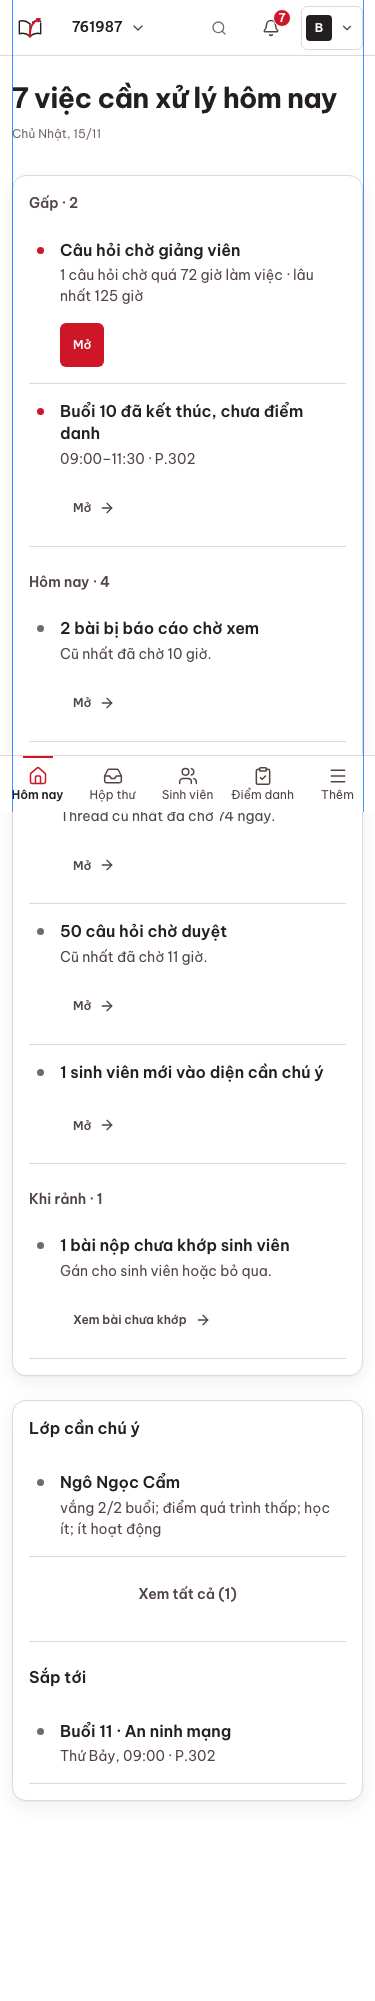 761987
7
B
7 việc cần xử lý hôm nay
Chủ Nhật, 15/11
Gấp · 2
Câu hỏi chờ giảng viên
1 câu hỏi chờ quá 72 giờ làm việc · lâu
nhất 125 giờ
Mở
Buổi 10 đã kết thúc, chưa điểm
danh
09:00–11:30 · P.302
Mở
Hôm nay · 4
2 bài bị báo cáo chờ xem
Cũ nhất đã chờ 10 giờ.
Mở
Hôm nay
Hộp thư
Sinh viên
Điểm danh
Thêm
Thread cũ nhất đã chờ 74 ngày.
Mở
50 câu hỏi chờ duyệt
Cũ nhất đã chờ 11 giờ.
Mở
1 sinh viên mới vào diện cần chú ý
Mở
Khi rảnh · 1
1 bài nộp chưa khớp sinh viên
Gán cho sinh viên hoặc bỏ qua.
Xem bài chưa khớp
Lớp cần chú ý
Ngô Ngọc Cẩm
vắng 2/2 buổi; điểm quá trình thấp; học
ít; ít hoạt động
Xem tất cả (1)
Sắp tới
Buổi 11 · An ninh mạng
Thứ Bảy, 09:00 · P.302